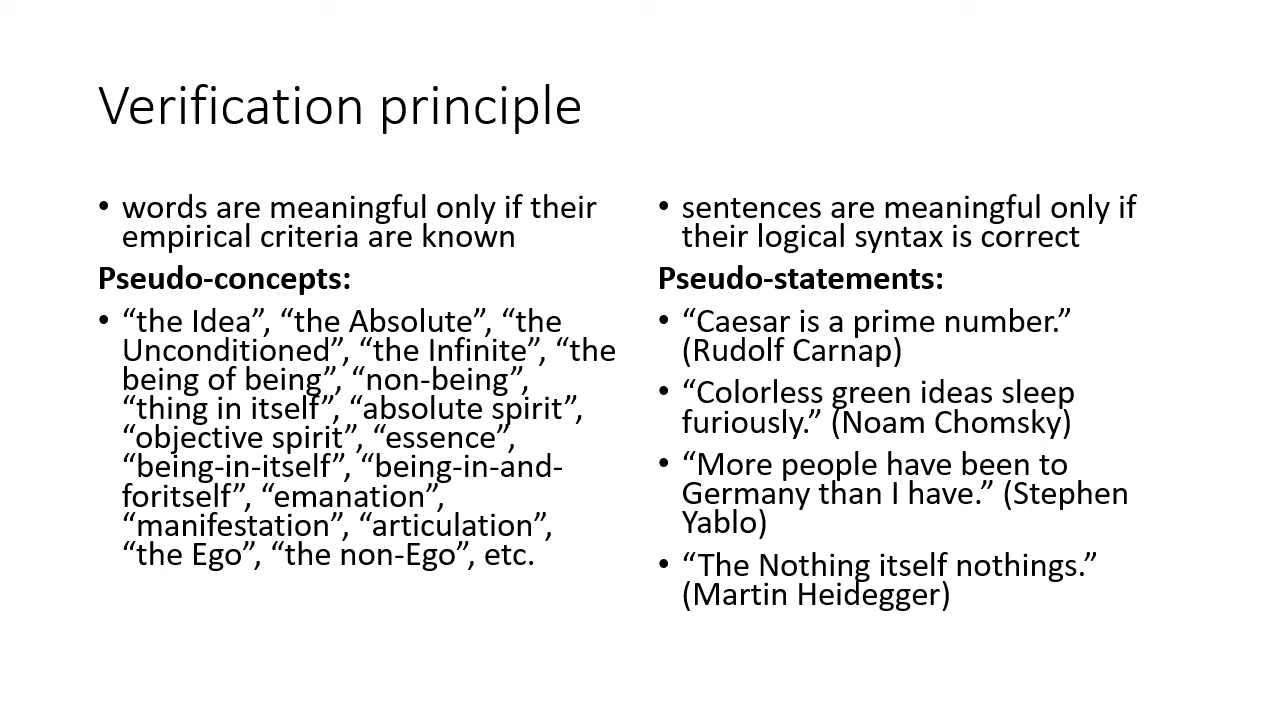 Verification principle
• words are meaningful only if their
empirical criteria are known
Pseudo-concepts:
• “the Idea”, “the Absolute”, “the
Unconditioned”, “the Infinite”, “the
being of being”, “non-being”,
“thing in itself”, “absolute spirit”,
“objective spirit”, “essence”,
“being-in-itself”, “being-in-and-
foritself”, “emanation”,
“manifestation”, “articulation”,
“the Ego”, “the non-Ego”, etc.
• sentences are meaningful only if
their logical syntax is correct
Pseudo-statements:
• “Caesar is a prime number.”
(Rudolf Carnap)
• “Colorless green ideas sleep
furiously.” (Noam Chomsky)
• “More people have been to
Germany than I have.” (Stephen
Yablo)
• “The Nothing itself nothings.”
(Martin Heidegger)